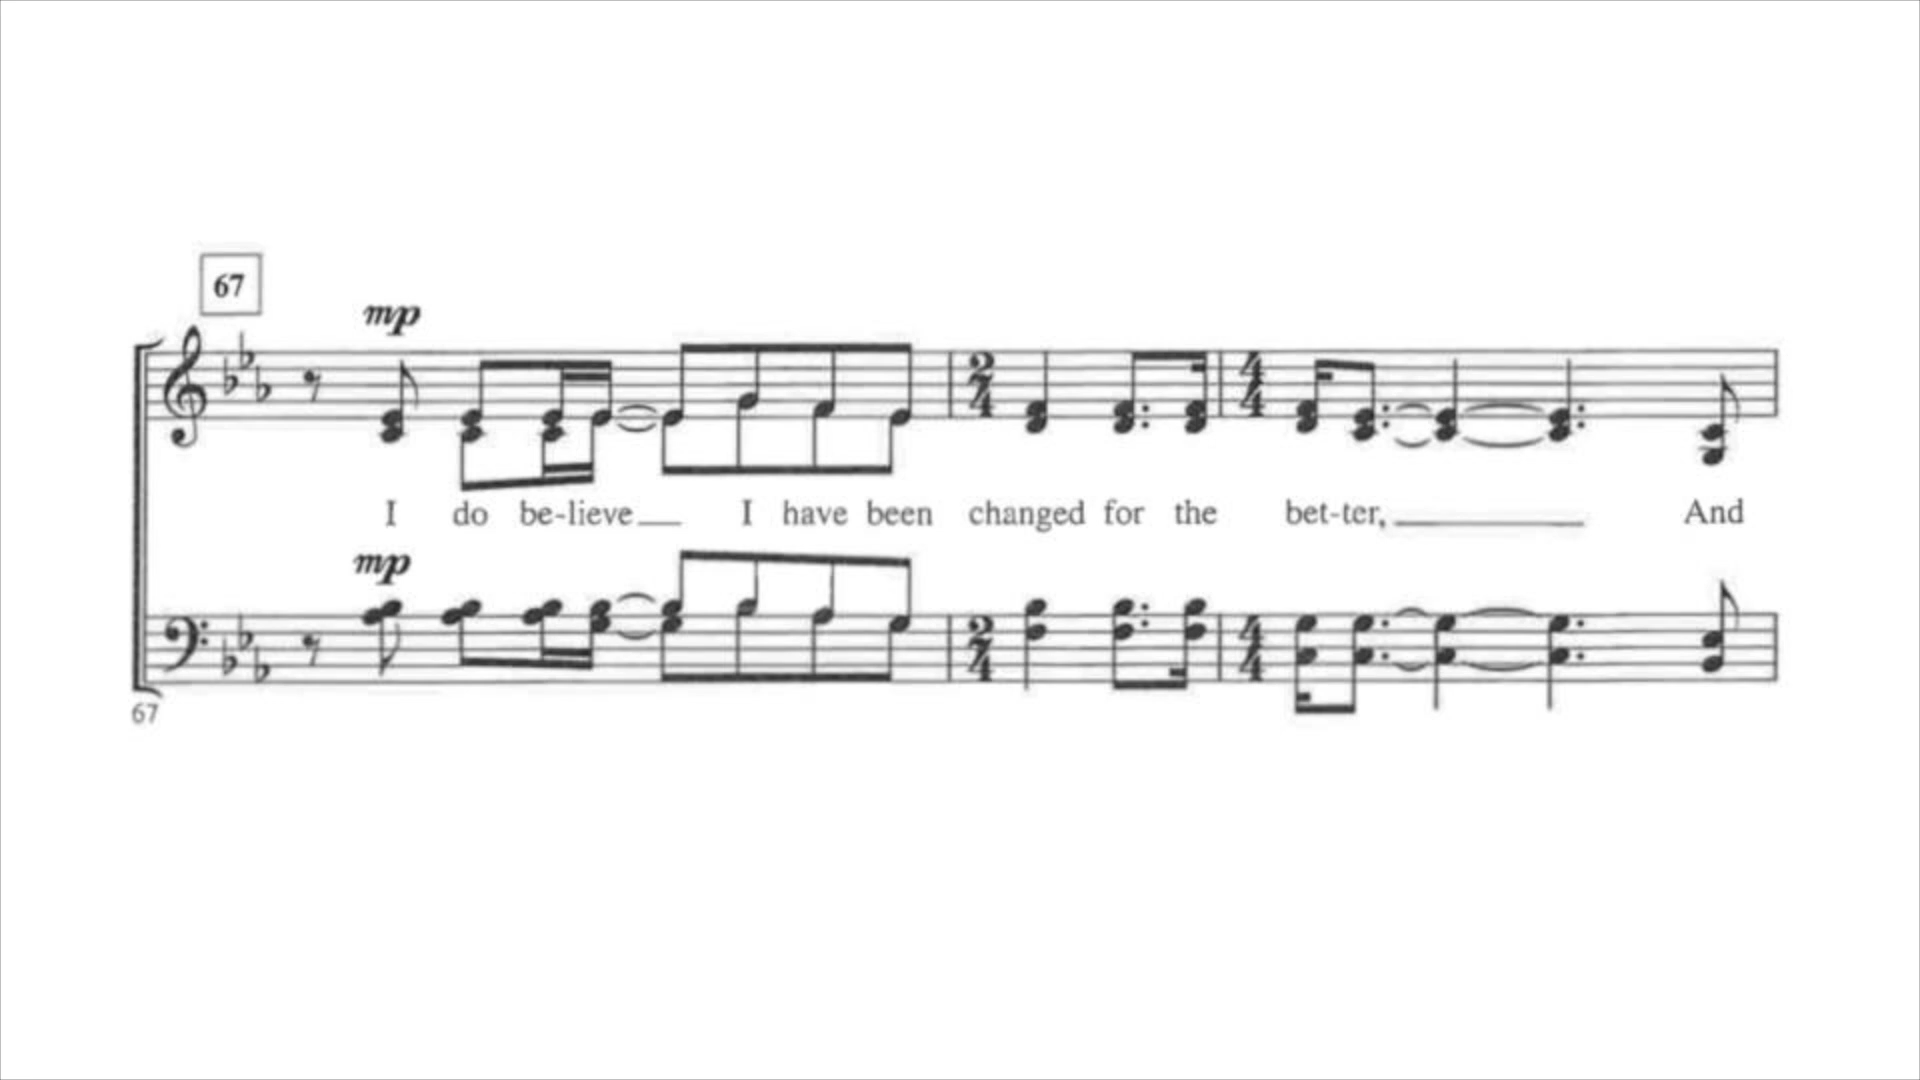 67
mp
I do be-lieve I have been changed for the bet-ter, And
mp
67